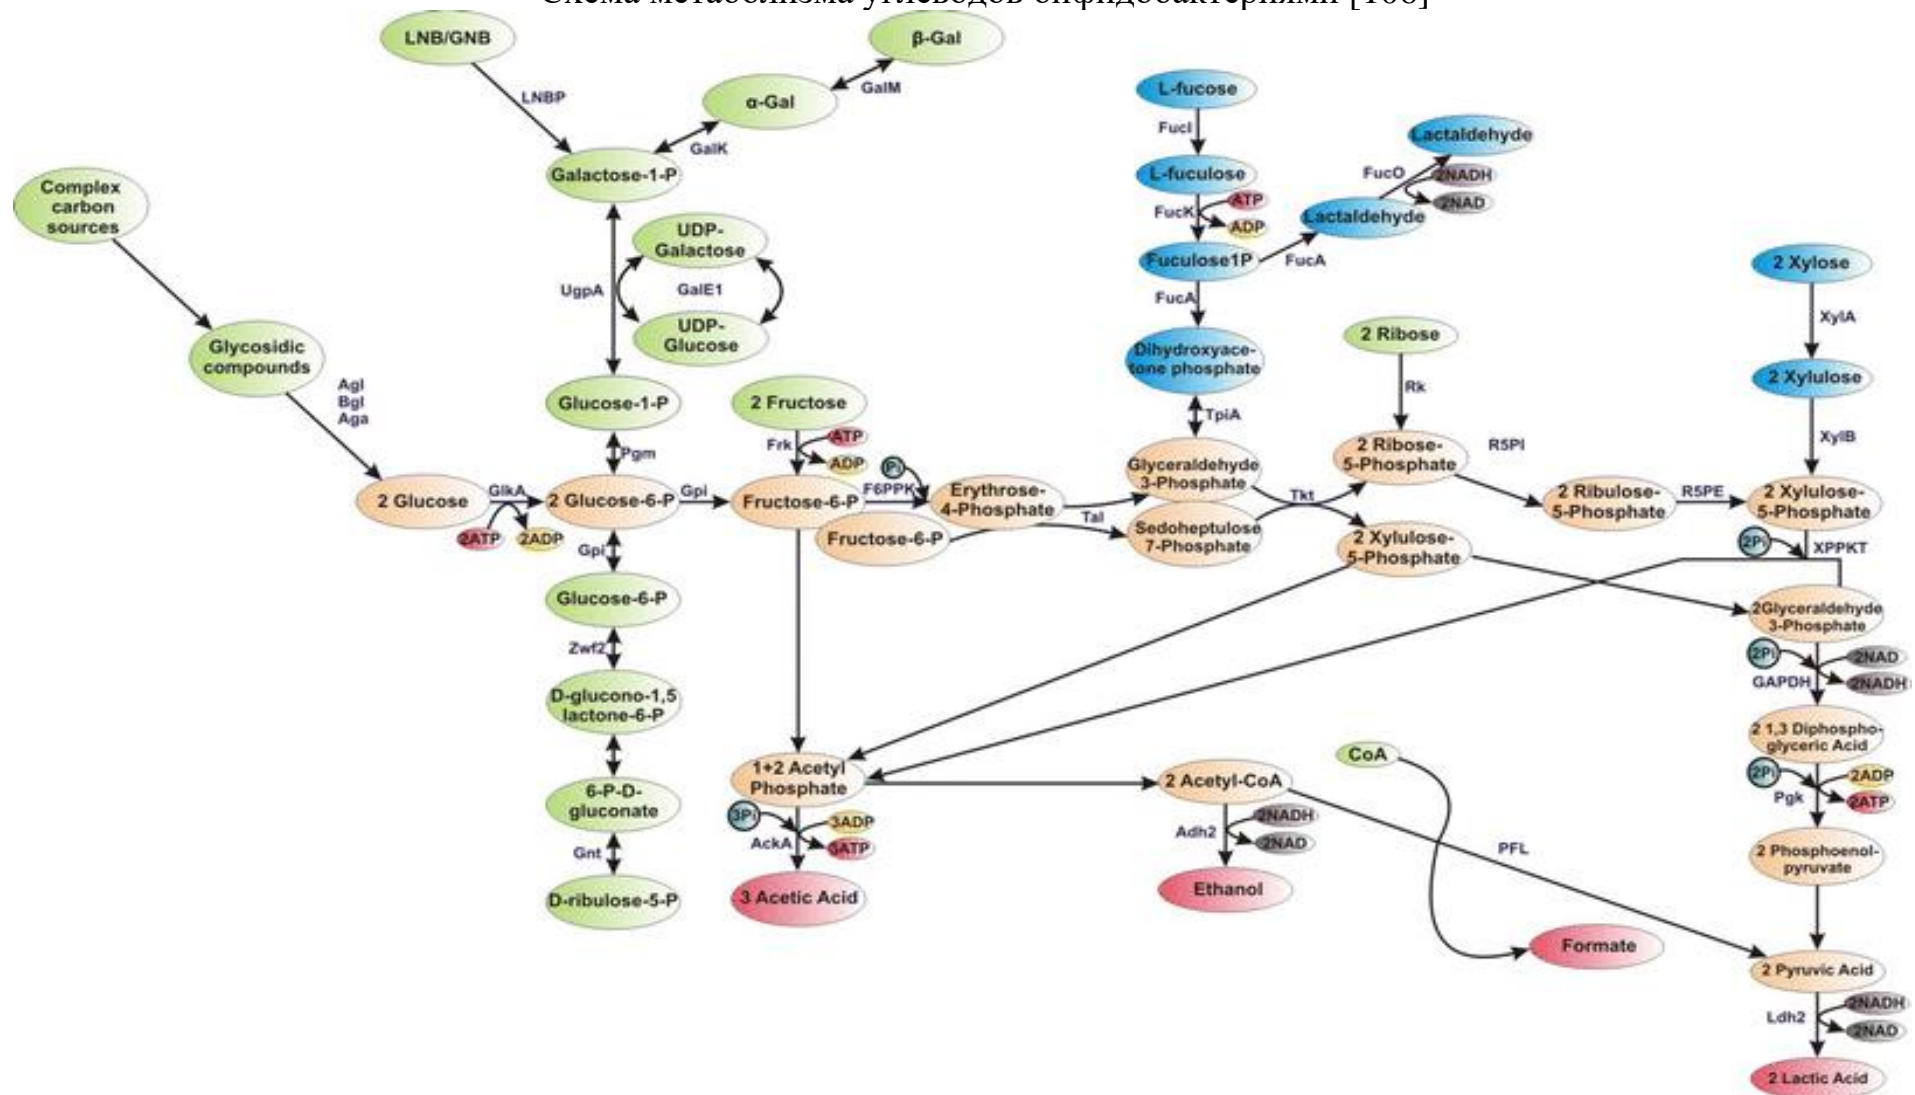 Схема метаболизма углеводов бифидобактериями [106]
LNB/GNB
β-Gal
LNBP
α-Gal
GalM
GalK
Galactose-1-P
Complex
carbon
sources
UDP-
Galactose
UgpA
GalE1
UDP-
Glucose
Glycosidic
compounds
Agl
Bgl
Aga
Glucose-1-P
Pgm
2 Fructose
Frk
ATP
ADP
2 Glucose
GlkA
2ATP
2ADP
2 Glucose-6-P
Gpi
Fructose-6-P
Pi
F6PPK
Fructose-6-P
Erythrose-
4-Phosphate
Tal
Gpi
Glucose-6-P
Zwf2
D-glucono-1,5
lactone-6-P
6-P-D-
gluconate
Gnt
D-ribulose-5-P
L-fucose
FucI
L-fuculose
FucK
ATP
ADP
Fuculose1P
FucA
Lactaldehyde
FucO
Lactaldehyde
2NADH
2NAD
FucA
Dihydroxyace-
tone phosphate
TpiA
Glyceraldehyde
3-Phosphate
Sedoheptulose
7-Phosphate
Tkt
2 Ribose
Rk
2 Ribose-
5-Phosphate
R5PI
2 Xylulose-
5-Phosphate
2 Ribulose-
5-Phosphate
R5PE
2 Xylose
XylA
2 Xylulose
XylB
2 Xylulose-
5-Phosphate
2Pi
XPPKT
2Glyceraldehyde
3-Phosphate
2Pi
2NAD
GAPDH
2NADH
2 1,3 Diphospho-
glyceric Acid
2Pi
2ADP
Pgk
2ATP
2 Phosphoenol-
pyruvate
1+2 Acetyl
Phosphate
3Pi
3ADP
AckA
3ATP
3 Acetic Acid
2 Acetyl-CoA
Adh2
2NADH
2NAD
Ethanol
CoA
PFL
Formate
2 Pyruvic Acid
2NADH
Ldh2
2NAD
2 Lactic Acid